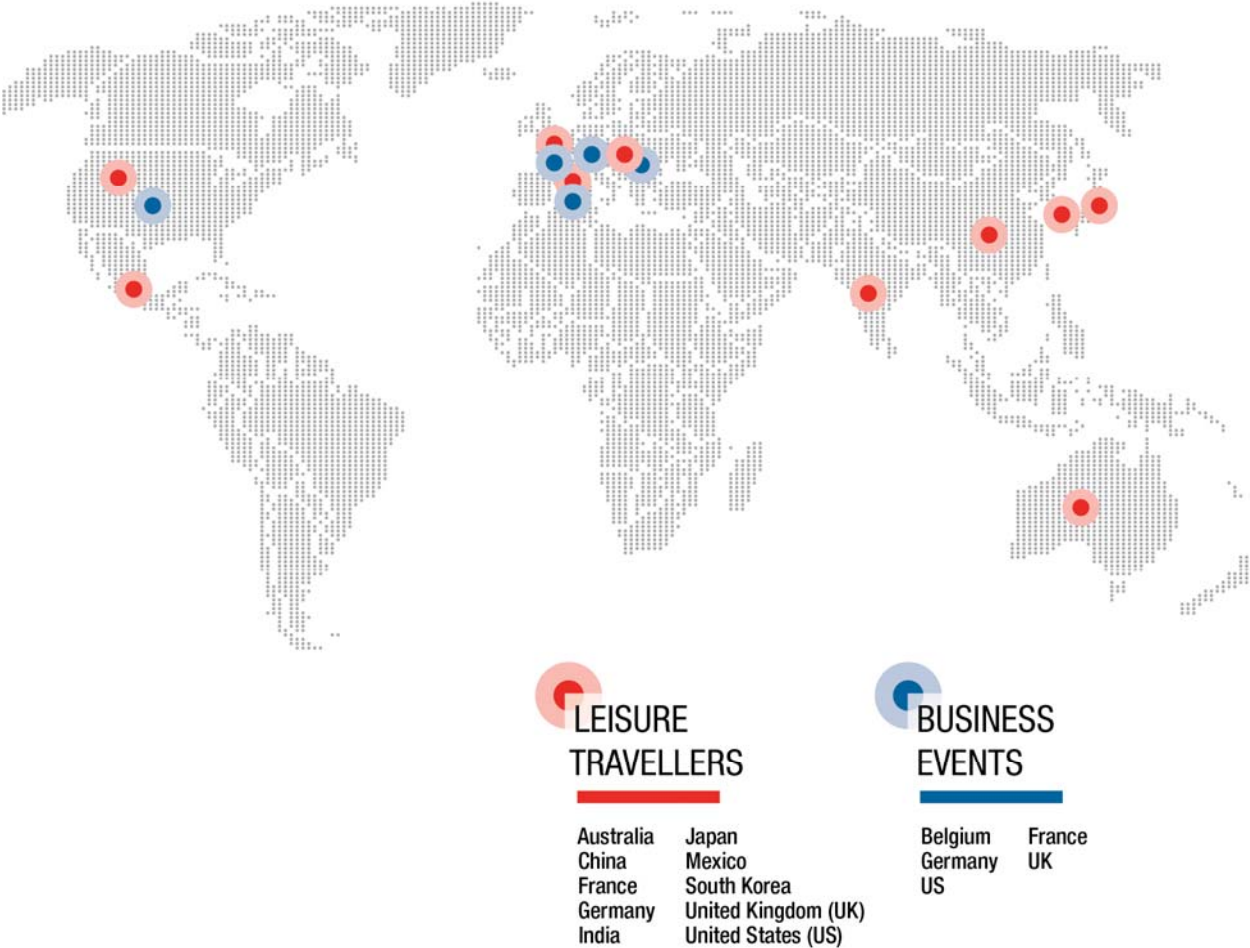 LEISURE
TRAVELLERS
Australia
China
France
Germany
India
Japan
Mexico
South Korea
United Kingdom (UK)
United States (US)
BUSINESS
EVENTS
Belgium
Germany
US
France
UK